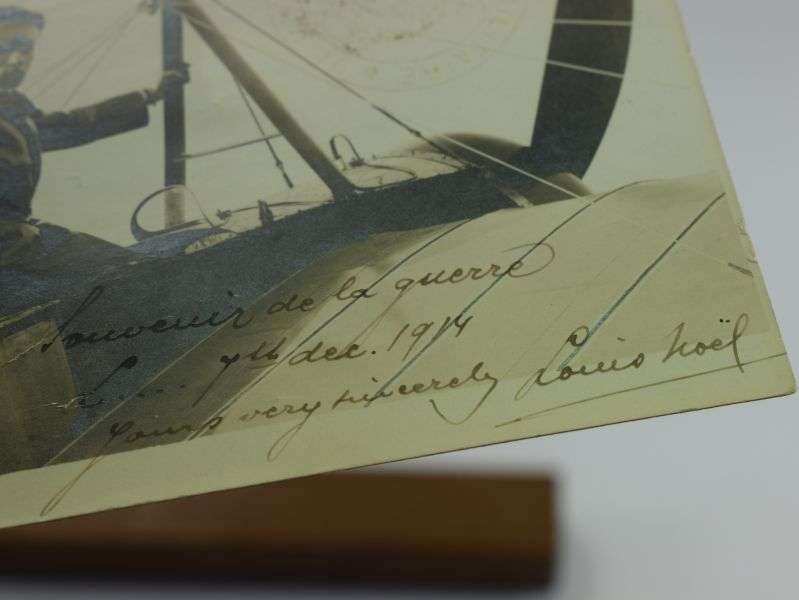 Souvenir de la guerre
L.... 7th dec. 1914
Yours very sincerely Louis Noël